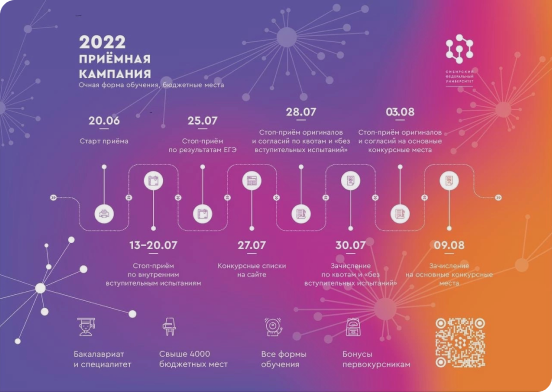 2022
ПРИЁМНАЯ
КАМПАНИЯ
Очная форма обучения, бюджетные места
СИБИРСКИЙ
ФЕДЕРАЛЬНЫЙ
УНИВЕРСИТЕТ
20.06
Старт приёма
25.07
Стоп-приём
по результатам ЕГЭ
28.07
Стоп-приём оригиналов
и согласий по квотам и «без
вступительных испытаний»
03.08
Стоп-приём оригиналов
и согласий на основные
конкурсные места
13–20.07
Стоп-приём
по внутренним
вступительным испытаниям
27.07
Конкурсные списки
на сайте
30.07
Зачисление
по квотам и «без
вступительных испытаний»
09.08
Зачисление
на основные конкурсные
места
Бакалавриат
и специалитет
Свыше 4000
бюджетных мест
Все формы
обучения
Бонусы
первокурсникам